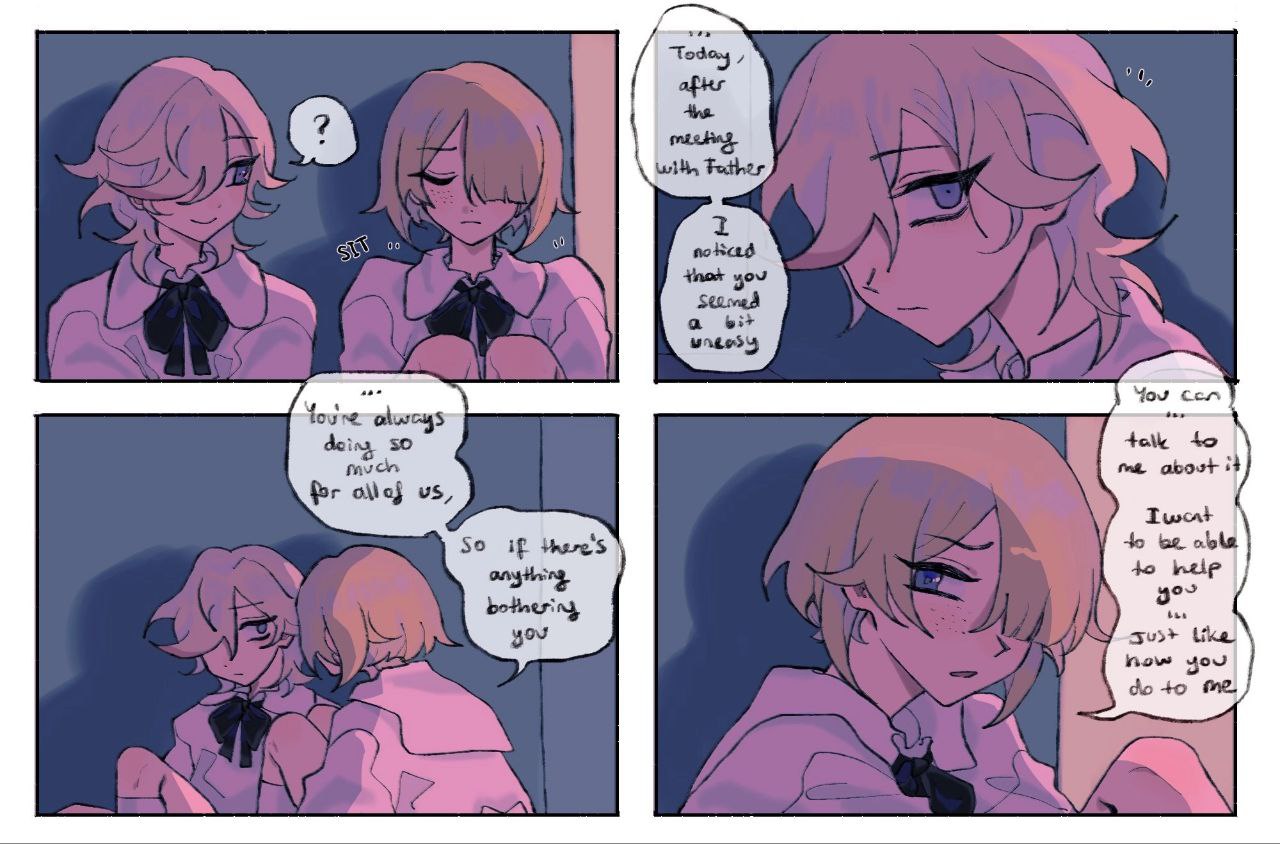 ?
SIT
...
Today,
after
the
meeting
with Father
I
noticed
that you
seemed
a bit
uneasy
...
You're always
doing so
much
for all of us,
So if there's
anything
bothering
you
You can
...
talk to
me about it
I want
to be able
to help
you
...
Just like
how you
do to me